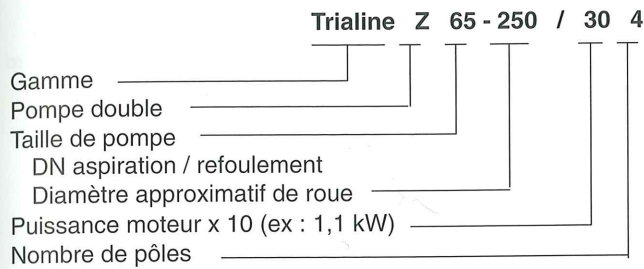 Trialine Z 65 - 250 / 30 4
Gamme
Pompe double
Taille de pompe
DN aspiration / refoulement
Diamètre approximatif de roue
Puissance moteur x 10 (ex : 1,1 kW)
Nombre de pôles